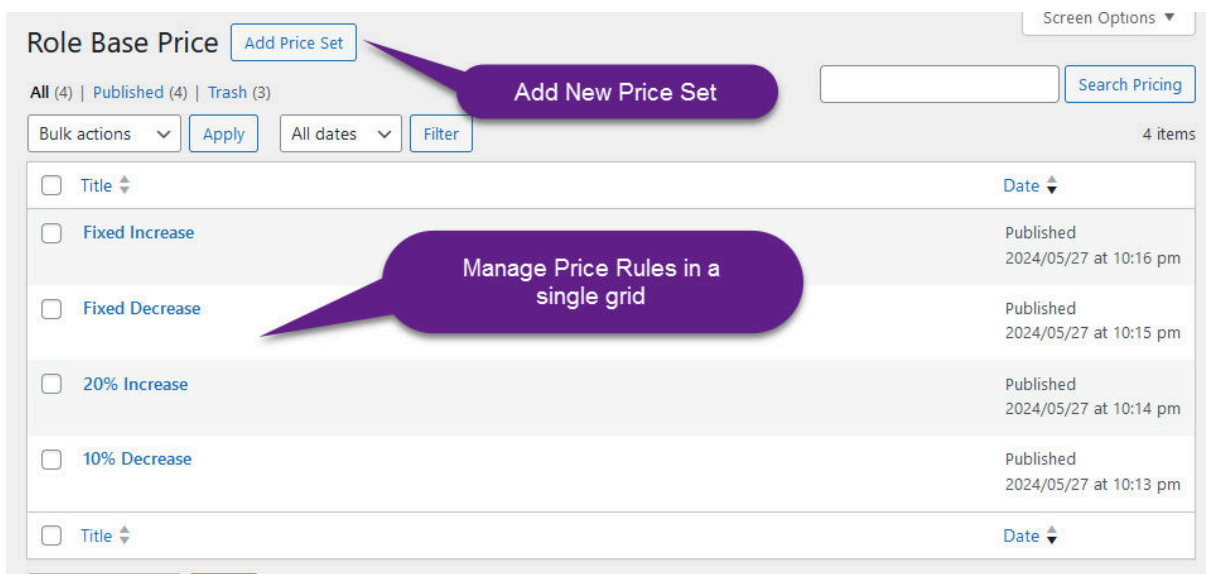 Screen Options ▼
Role Base Price Add Price Set
Add New Price Set
Search Pricing
All (4) | Published (4) | Trash (3)
Bulk actions Apply All dates Filter
4 items
Title Date
Fixed Increase
Published
2024/05/27 at 10:16 pm
Manage Price Rules in a
single grid
Fixed Decrease
Published
2024/05/27 at 10:15 pm
20% Increase
Published
2024/05/27 at 10:14 pm
10% Decrease
Published
2024/05/27 at 10:13 pm
Title Date